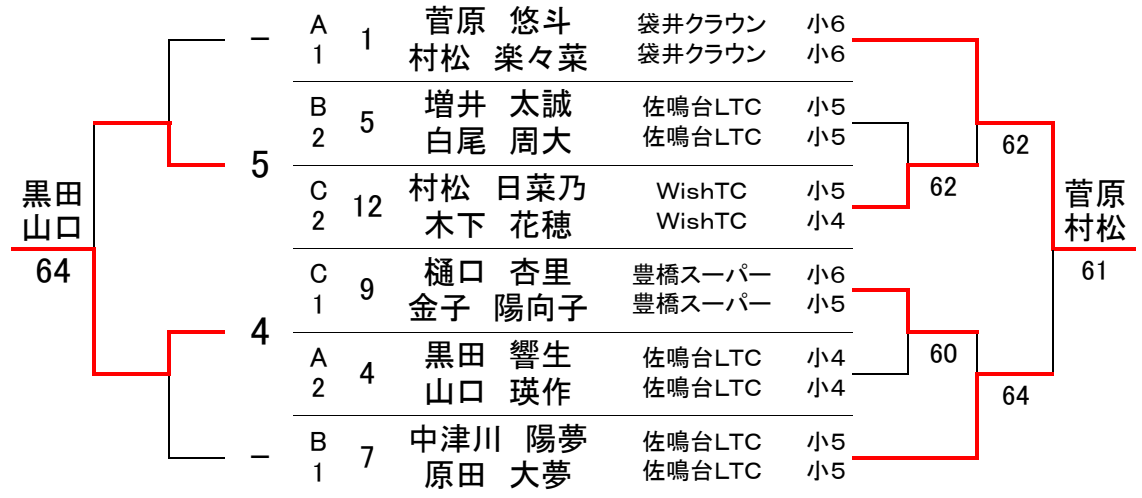 － A 1 菅原 悠斗 袋井クラウン 小6
1 村松 楽々菜 袋井クラウン 小6
B 5 増井 太誠 佐鳴台LTC 小5
2 白尾 周大 佐鳴台LTC 小5
5 62 62
C 12 村松 日菜乃 WishTC 小5
2 木下 花穂 WishTC 小4
黒田 菅原
山口 村松
64 61
C 9 樋口 杏里 豊橋スーパー 小6
1 金子 陽向子 豊橋スーパー 小5
4 60 64
A 4 黒田 響生 佐鳴台LTC 小4
2 山口 瑛作 佐鳴台LTC 小4
－ B 7 中津川 陽夢 佐鳴台LTC 小5
1 原田 大夢 佐鳴台LTC 小5